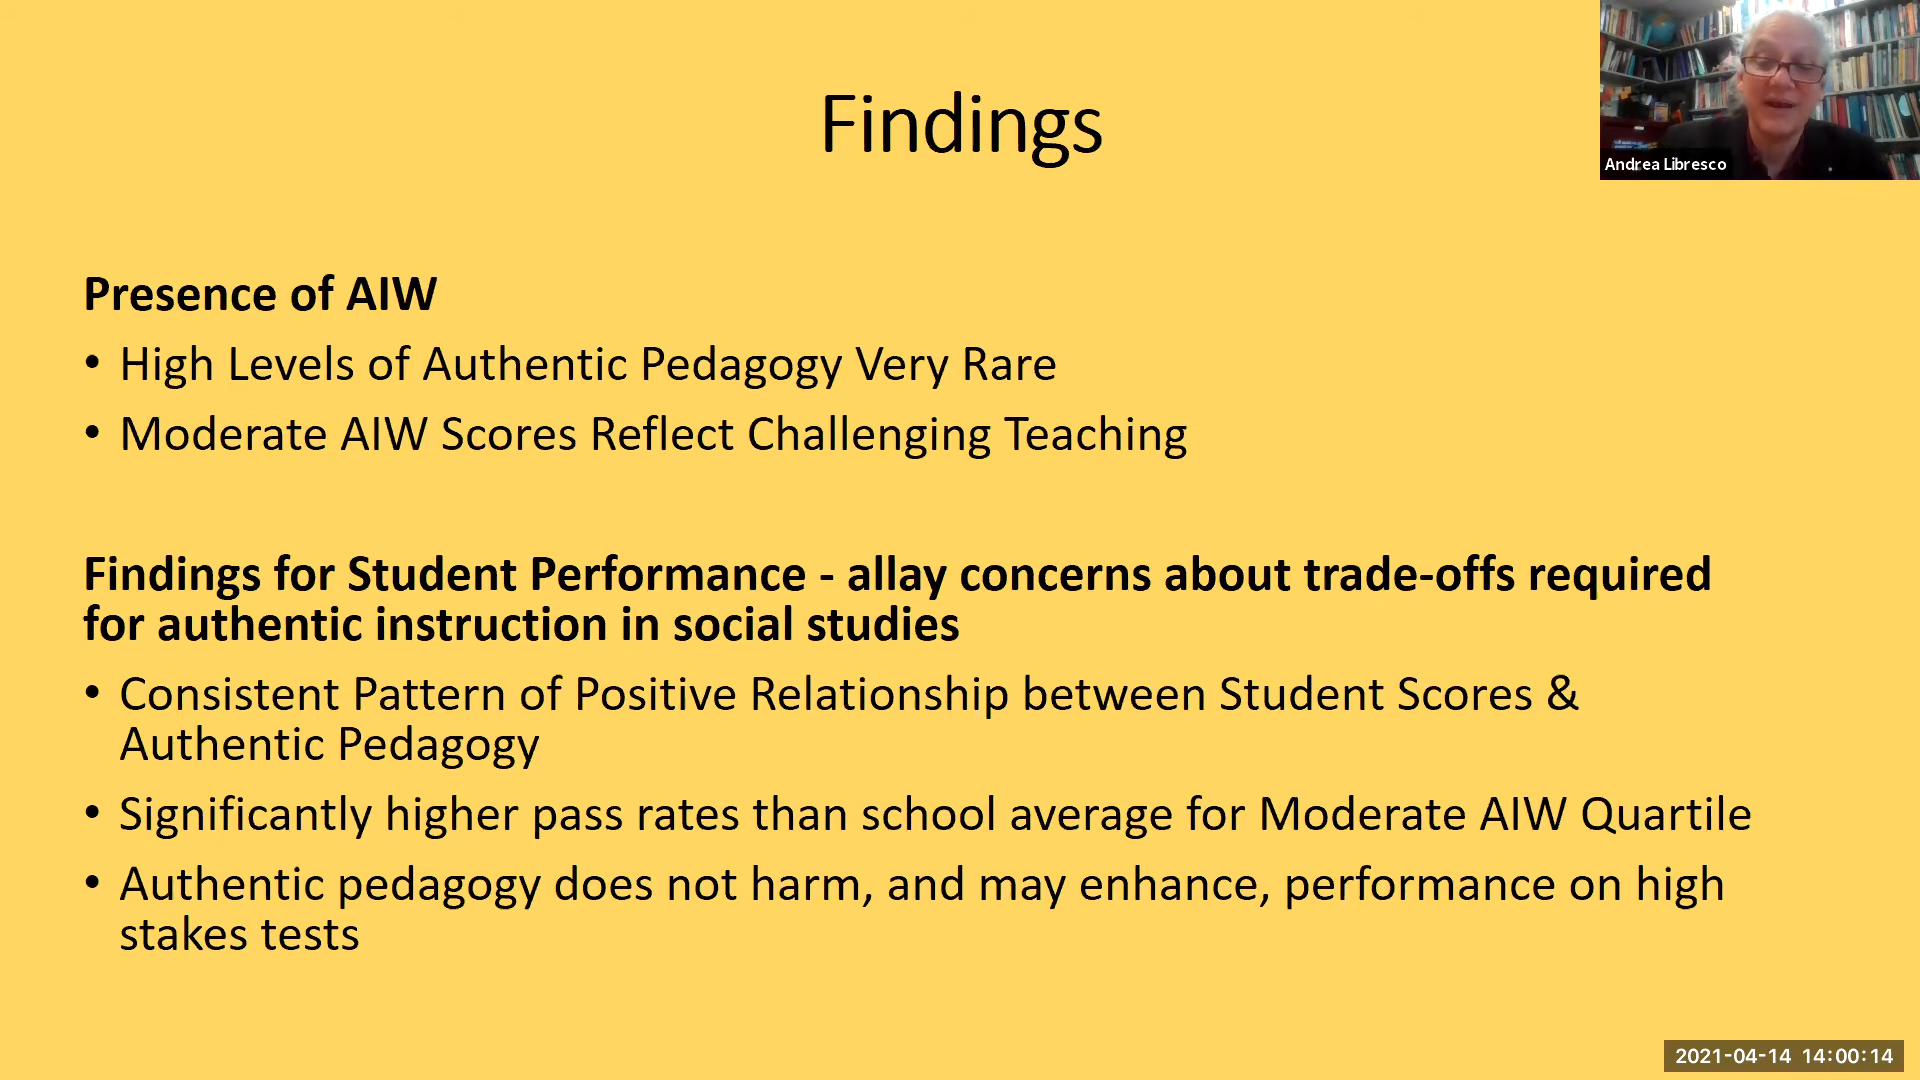 Findings
Andrea Libresco
Presence of AIW
• High Levels of Authentic Pedagogy Very Rare
• Moderate AIW Scores Reflect Challenging Teaching
Findings for Student Performance - allay concerns about trade-offs required
for authentic instruction in social studies
• Consistent Pattern of Positive Relationship between Student Scores &
Authentic Pedagogy
• Significantly higher pass rates than school average for Moderate AIW Quartile
• Authentic pedagogy does not harm, and may enhance, performance on high
stakes tests
2021-04-14 14:00:14